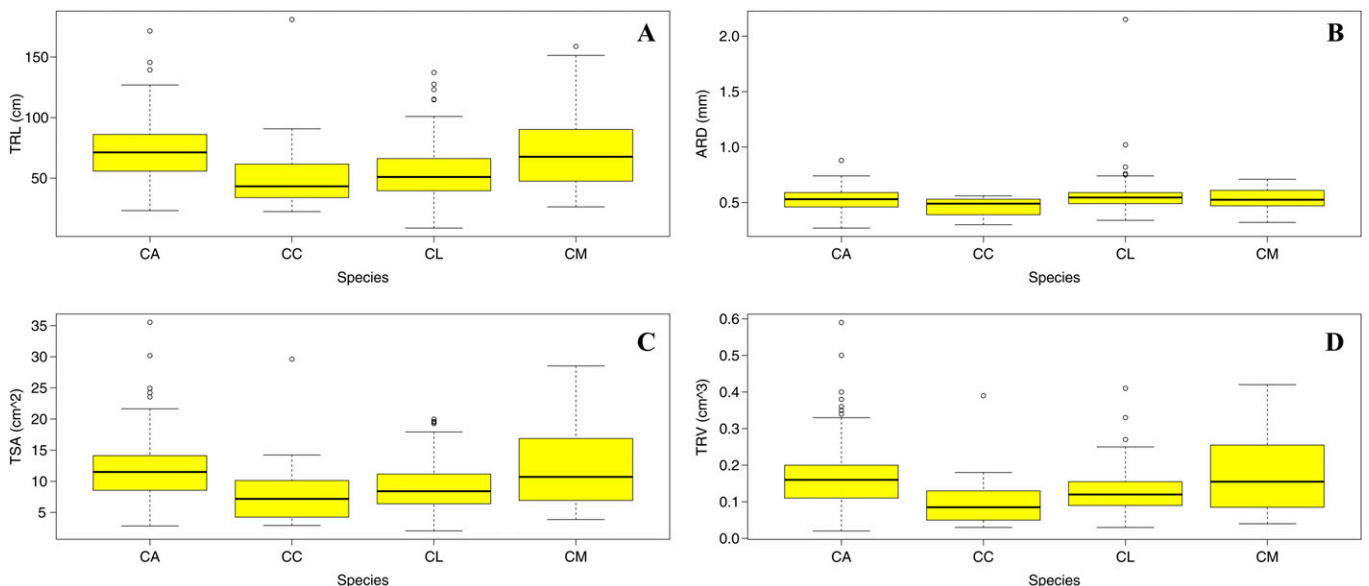 A
TRL (cm)
150
100
50
CA CC CL CM
Species
B
ARD (mm)
2.0
1.5
1.0
0.5
CA CC CL CM
Species
C
TSA (cm^2)
35
30
25
20
15
10
5
CA CC CL CM
Species
D
TRV (cm^3)
0.6
0.5
0.4
0.3
0.2
0.1
0.0
CA CC CL CM
Species